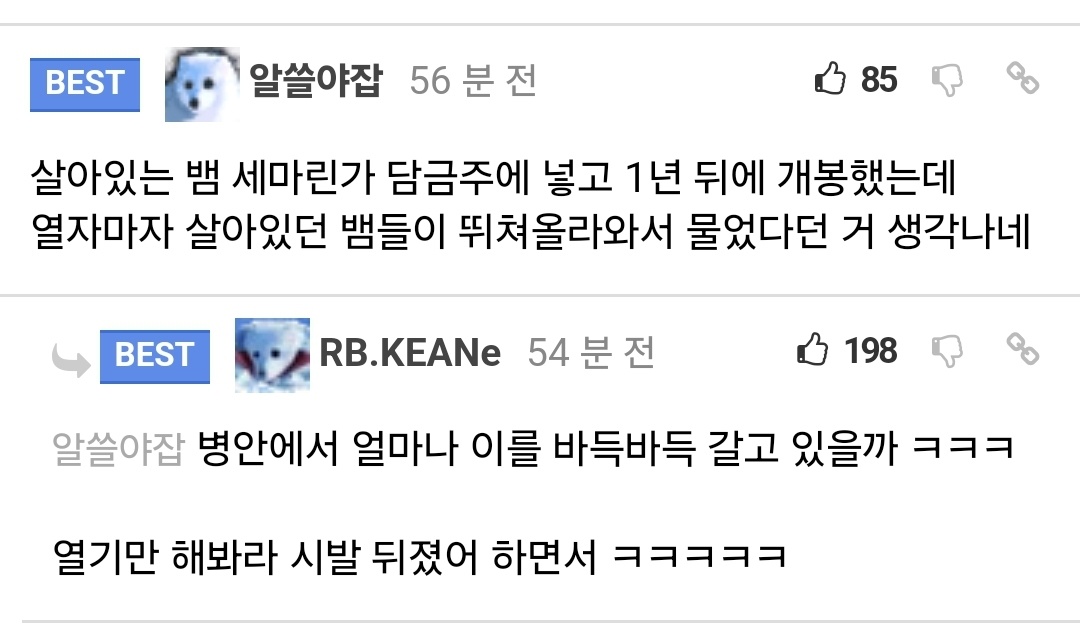 BEST 알쓸야잡 56 분 전 85
살아있는 뱀 세마린가 담금주에 넣고 1년 뒤에 개봉했는데
열자마자 살아있던 뱀들이 뛰쳐올라와서 물었다던 거 생각나네
BEST RB.KEANe 54 분 전 198
알쓸야잡 병안에서 얼마나 이를 바득바득 갈고 있을까 ㅋㅋㅋ
열기만 해봐라 시발 뒤졌어 하면서 ㅋㅋㅋㅋㅋ